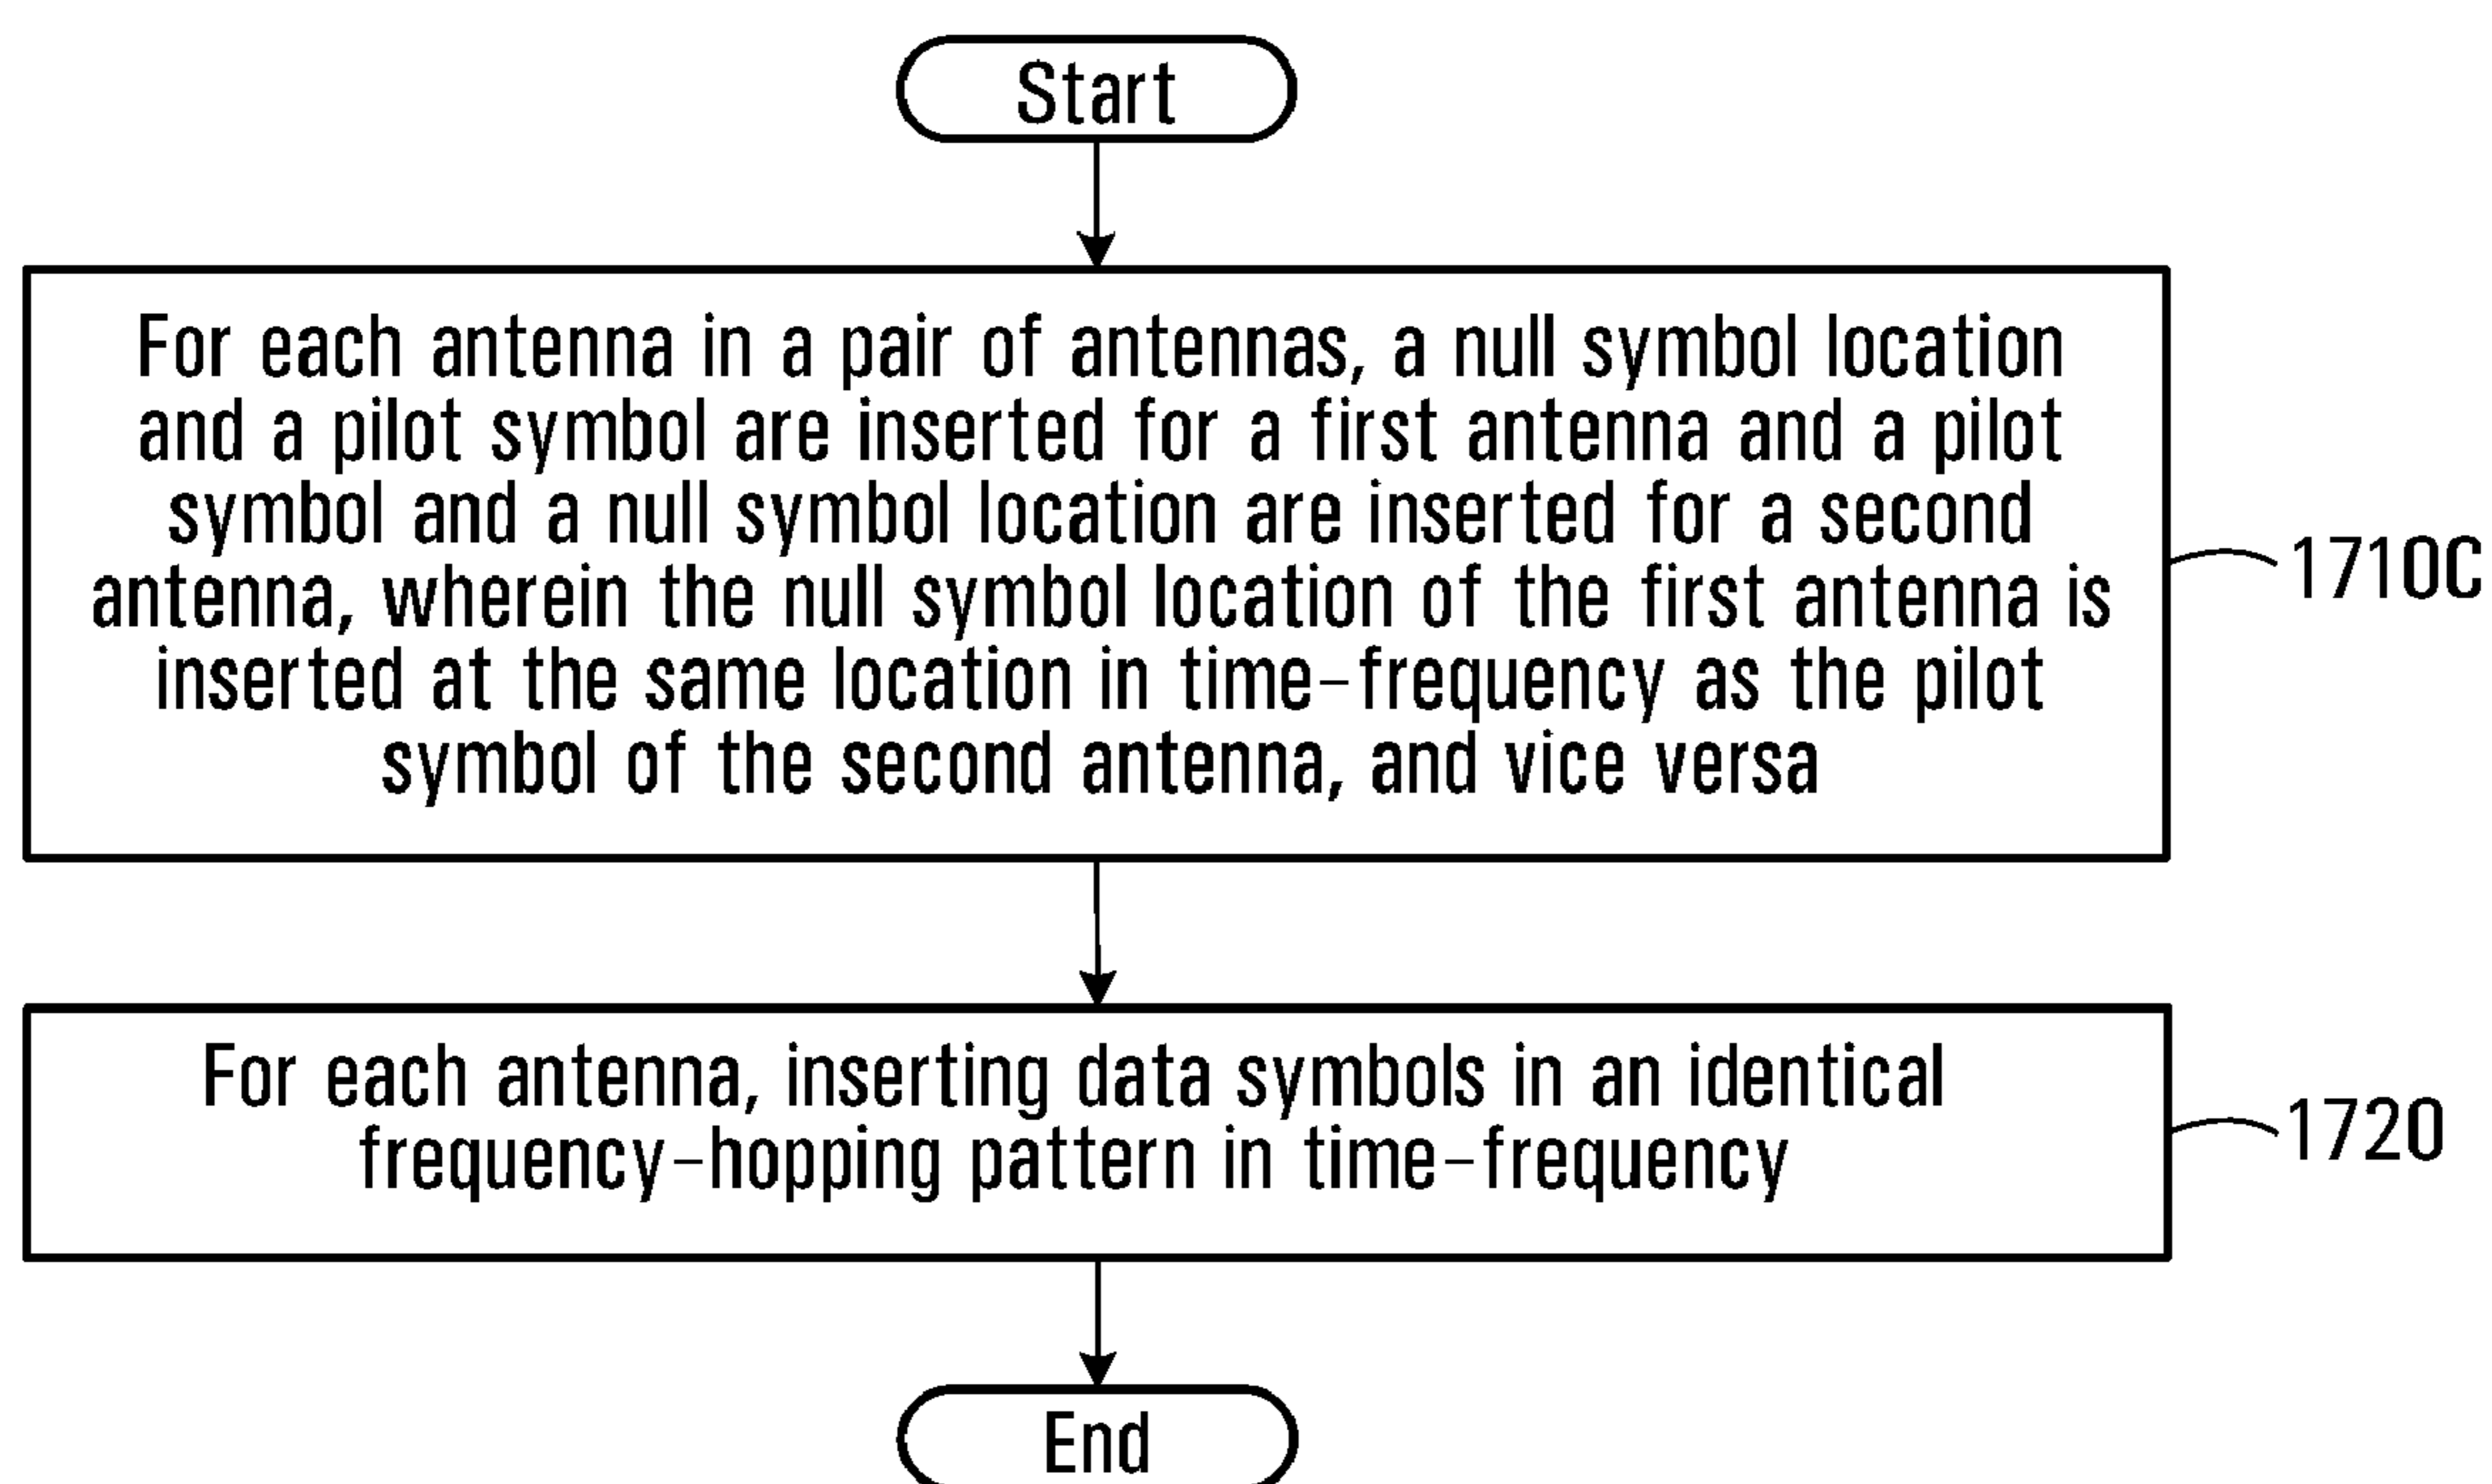 Start
For each antenna in a pair of antennas, a null symbol location
and a pilot symbol are inserted for a first antenna and a pilot
symbol and a null symbol location are inserted for a second
antenna, wherein the null symbol location of the first antenna is
inserted at the same location in time-frequency as the pilot
symbol of the second antenna, and vice versa
1710C
For each antenna, inserting data symbols in an identical
frequency-hopping pattern in time-frequency
1720
End